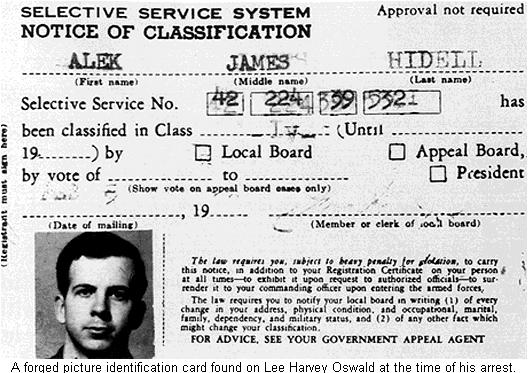 SELECTIVE SERVICE SYSTEM Approval not required
NOTICE OF CLASSIFICATION
ALEK JAMES HIDELL
(First name) (Middle name) (Last name)
Selective Service No. 42 224 39 5321 has
been classified in Class (Until
19 ) by Local Board Appeal Board,
by vote of to President
(Show vote on appeal board cases only)
, 19
(Date of mailing) (Member or clerk of local board)
(Registrant must sign here)
The law requires you, subject to heavy penalty for violation, to carry
this notice, in addition to your Registration Certificate on your person
at all times—to exhibit it upon request to authorized officials—to sur-
render it to your commanding officer upon entering the armed forces,
The law requires you to notify your local board in writing (1) of every
change in your address, physical condition, and occupational, marital,
family, dependency, and military status, and (2) of any other fact which
might change your classification.
FOR ADVICE, SEE YOUR GOVERNMENT APPEAL AGENT
A forged picture identification card found on Lee Harvey Oswald at the time of his arrest.